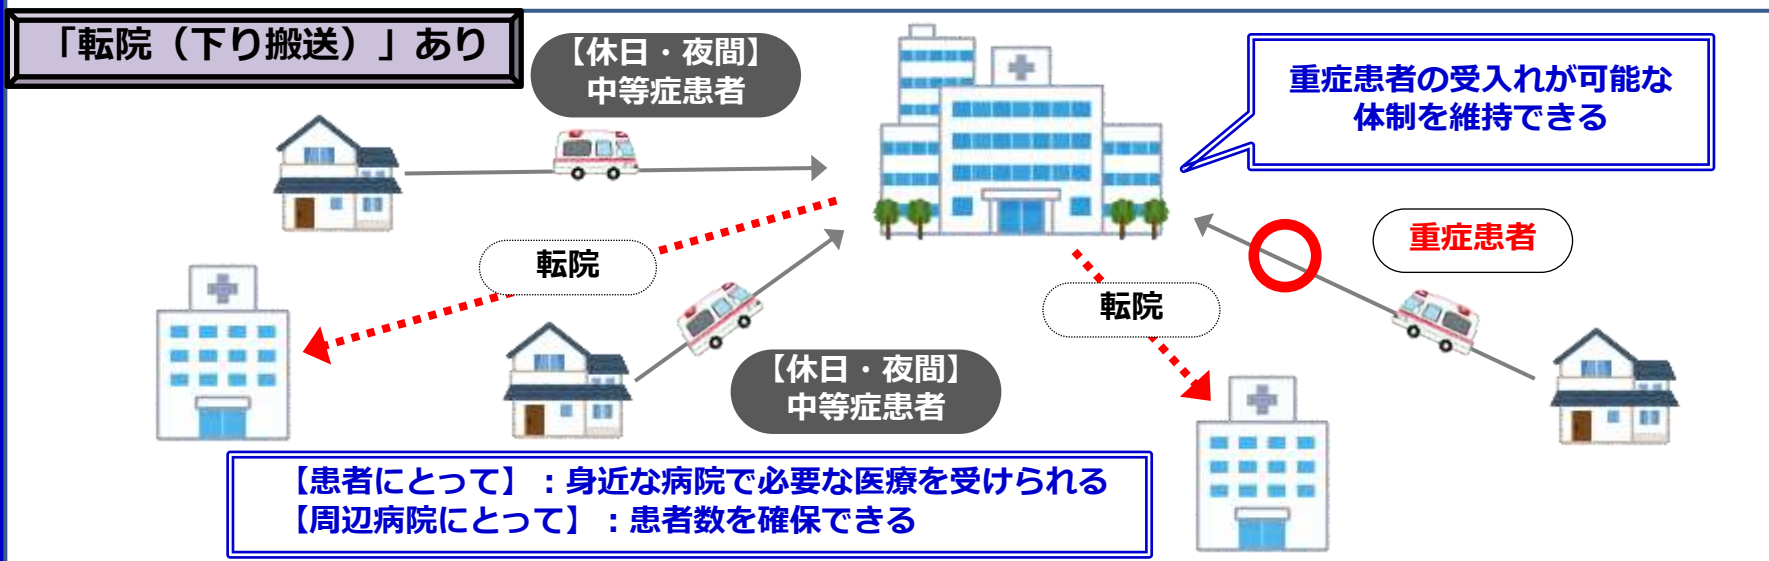 「転院（下り搬送）」あり
【休日・夜間】
中等症患者
重症患者の受入れが可能な
体制を維持できる
重症患者
転院
転院
【休日・夜間】
中等症患者
【患者にとって】：身近な病院で必要な医療を受けられる
【周辺病院にとって】：患者数を確保できる